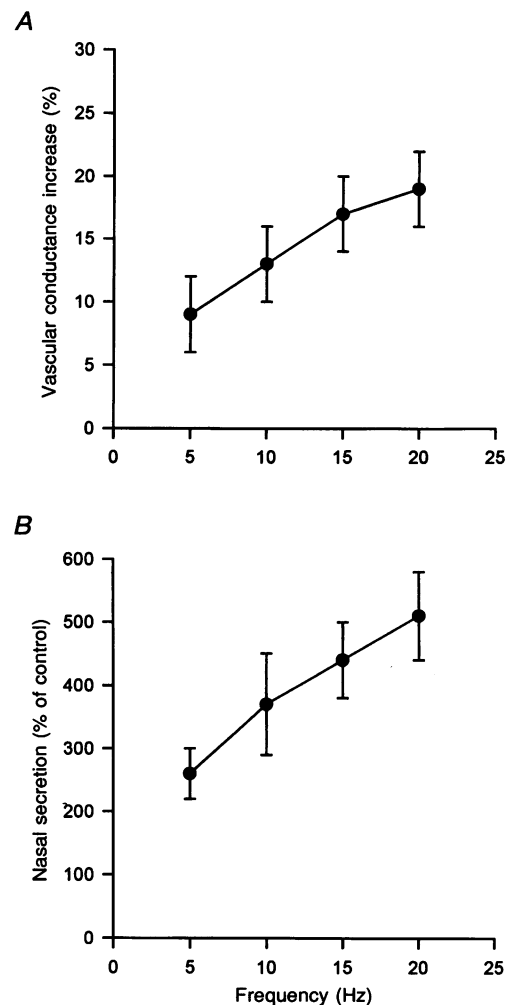 A
Vascular conductance increase (%)
30
25
20
15
10
5
0
0 5 10 15 20 25
B
Nasal secretion (% of control)
600
500
400
300
200
100
0
0 5 10 15 20 25
Frequency (Hz)